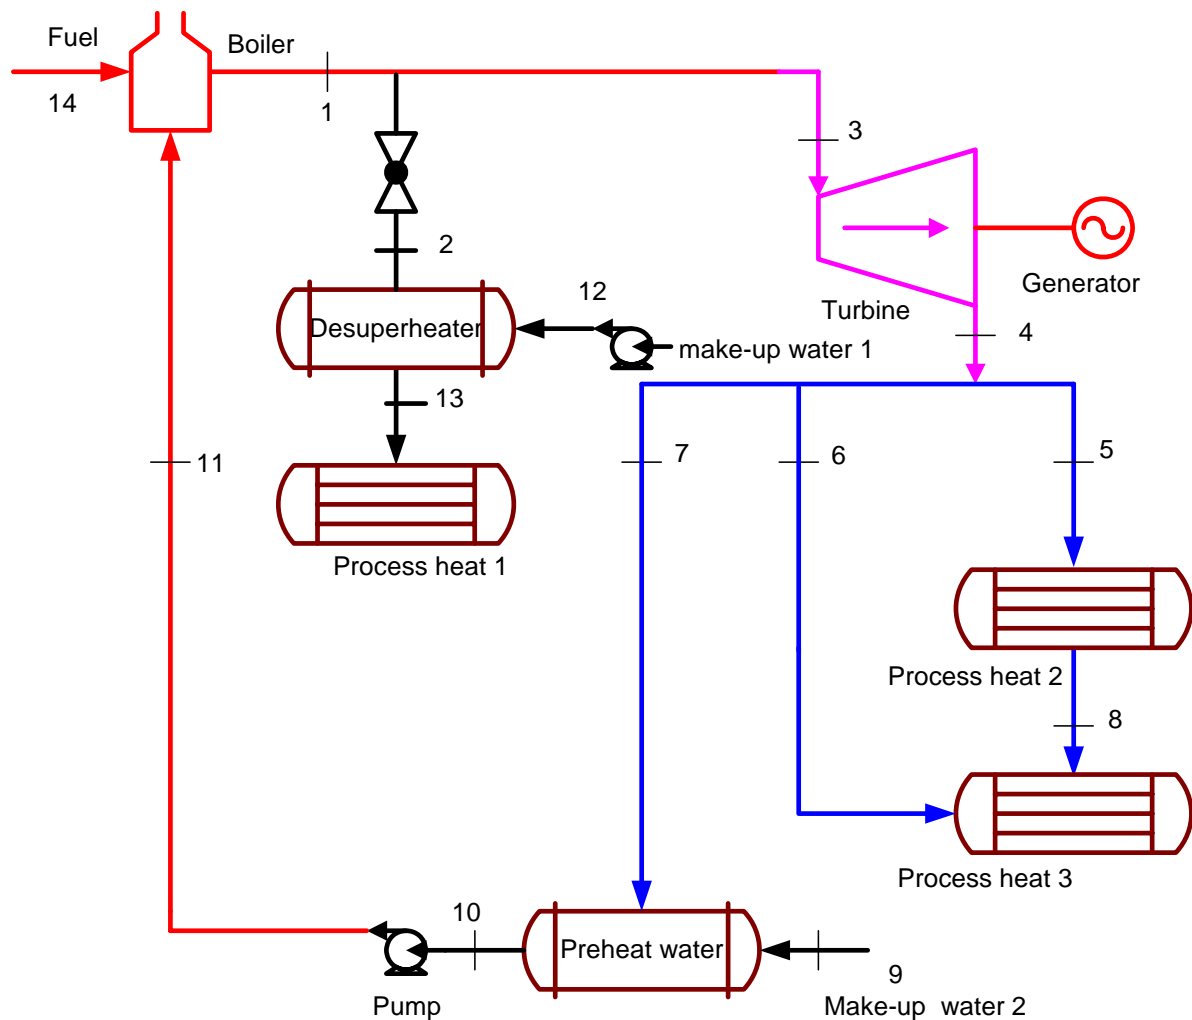 Fuel
Boiler
14
1
3
2
12
Generator
Desuperheater
Turbine
4
make-up water 1
13
7
6
5
11
Process heat 1
Process heat 2
8
Process heat 3
10
Preheat water
9
Pump
Make-up water 2